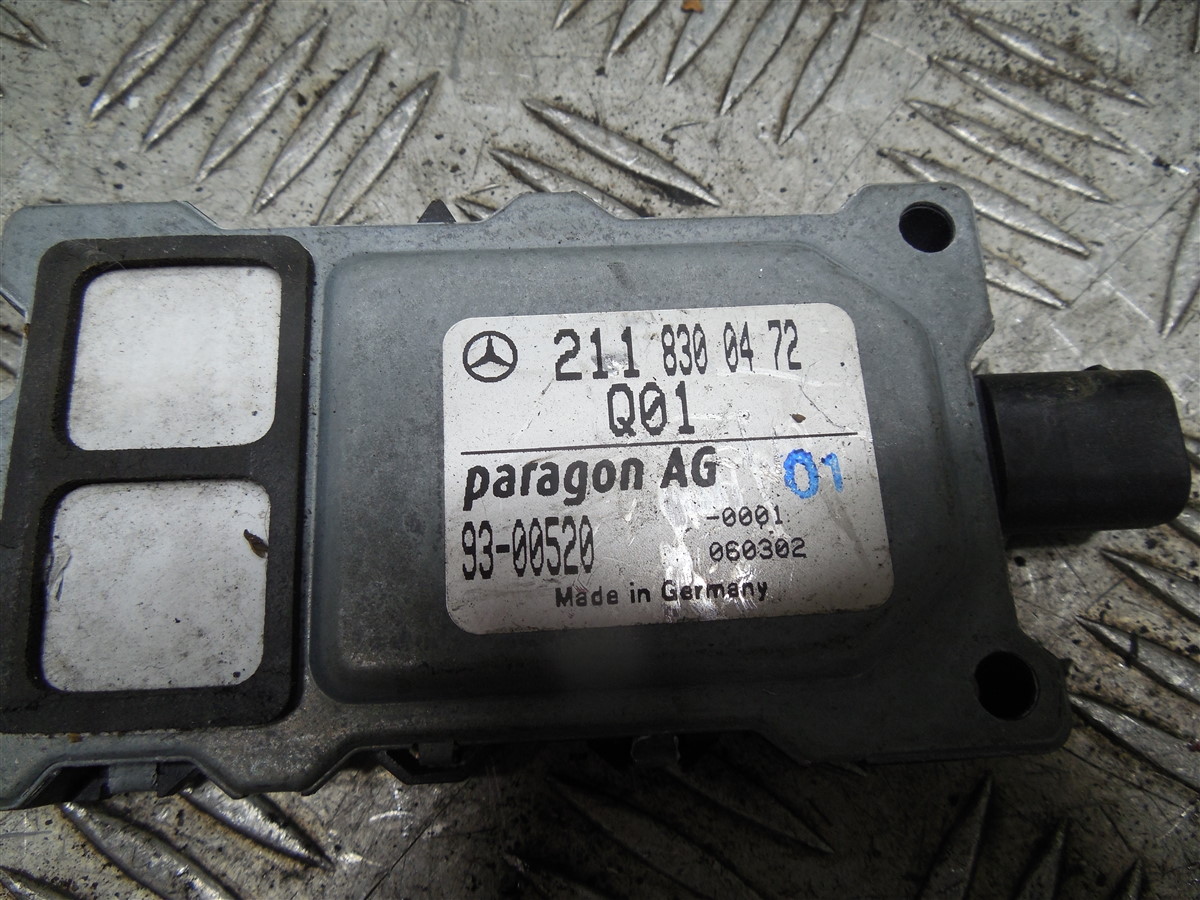 211 830 04 72
Q01
paragon AG 01
93-00520 -0001
060302
Made in Germany